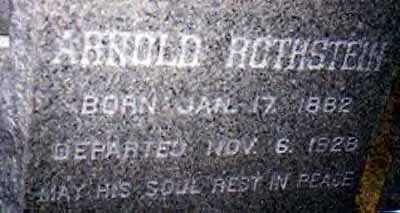 ARNOLD ROTHSTEIN
BORN JAN. 17, 1882
DEPARTED NOV. 6, 1928
MAY HIS SOUL REST IN PEACE